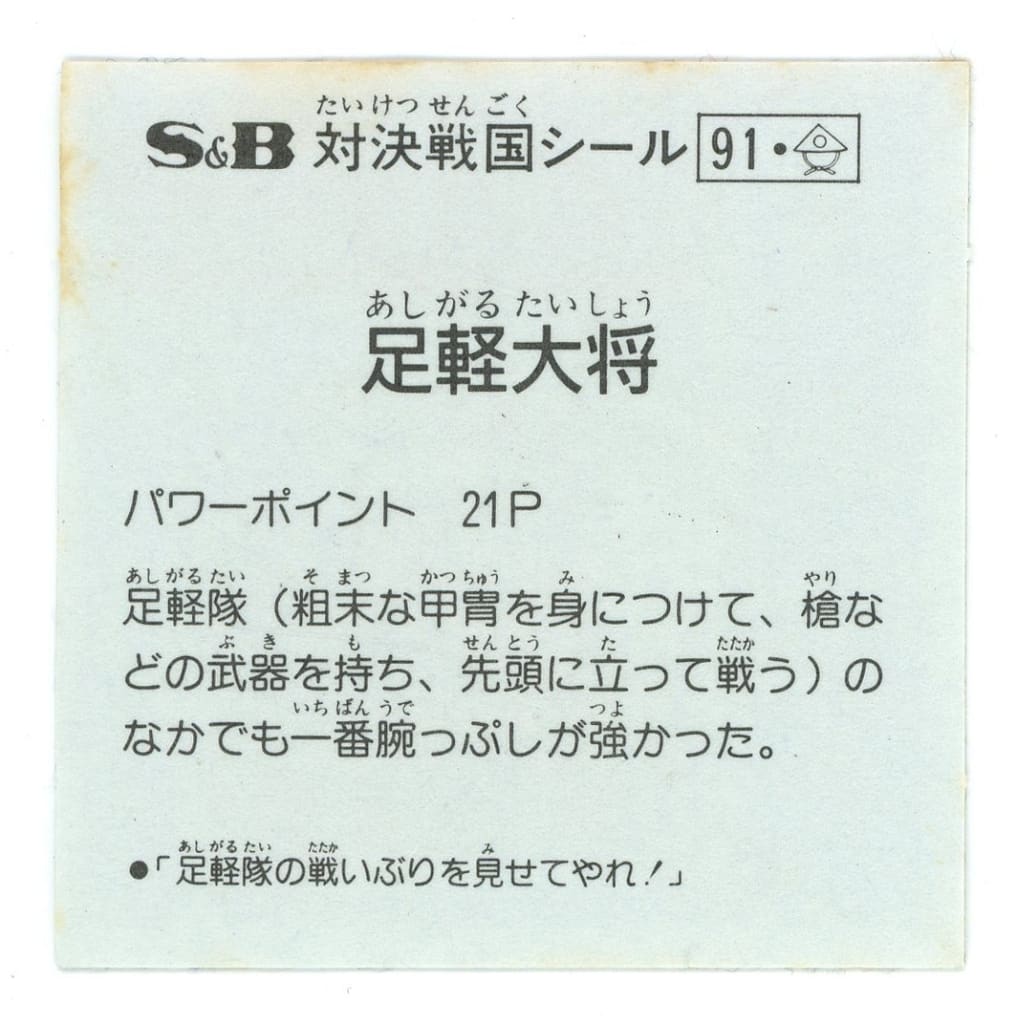 たいけつせんごく
S&B 対決戦国シール 91・
あしがるたいしょう
足軽大将
パワーポイント 21P
あしがるたい そまつ かつちゅう み やり
足軽隊（粗末な甲冑を身につけて、槍な
ぶき も せんとう た たたか
どの武器を持ち、先頭に立って戦う）の
いちばんうで つよ
なかでも一番腕っぷしが強かった。
あしがるたい たたか み
●「足軽隊の戦いぶりを見せてやれ！」